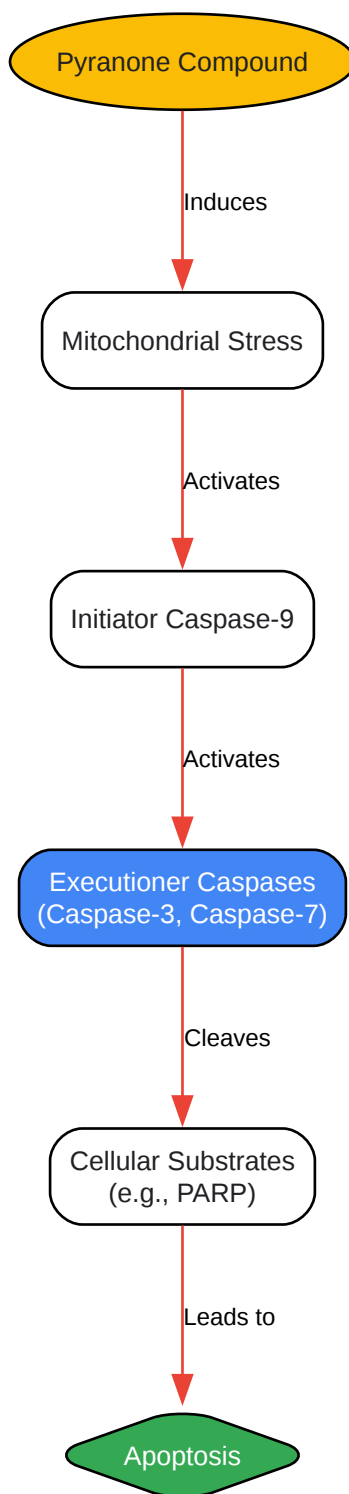 Pyranone Compound
Induces
Mitochondrial Stress
Activates
Initiator Caspase-9
Activates
Executioner Caspases
(Caspase-3, Caspase-7)
Cleaves
Cellular Substrates
(e.g., PARP)
Leads to
Apoptosis